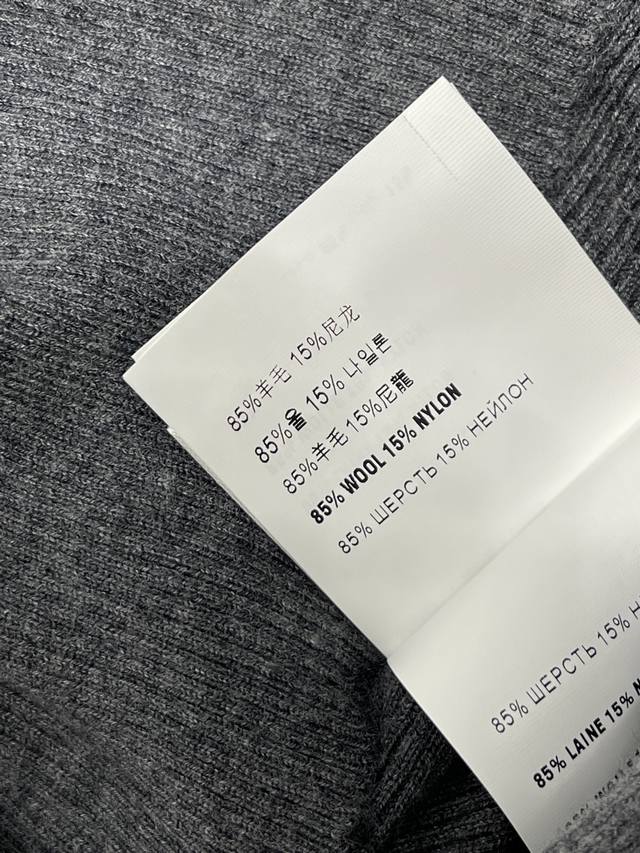 85%羊毛 15%尼龙
85%울 15% 나일론
85%羊毛 15%尼龍
85% WOOL 15% NYLON
85% ШЕРСТЬ 15% НЕЙЛОН
85% ШЕРСТЬ 15%
85% LAINE 15%